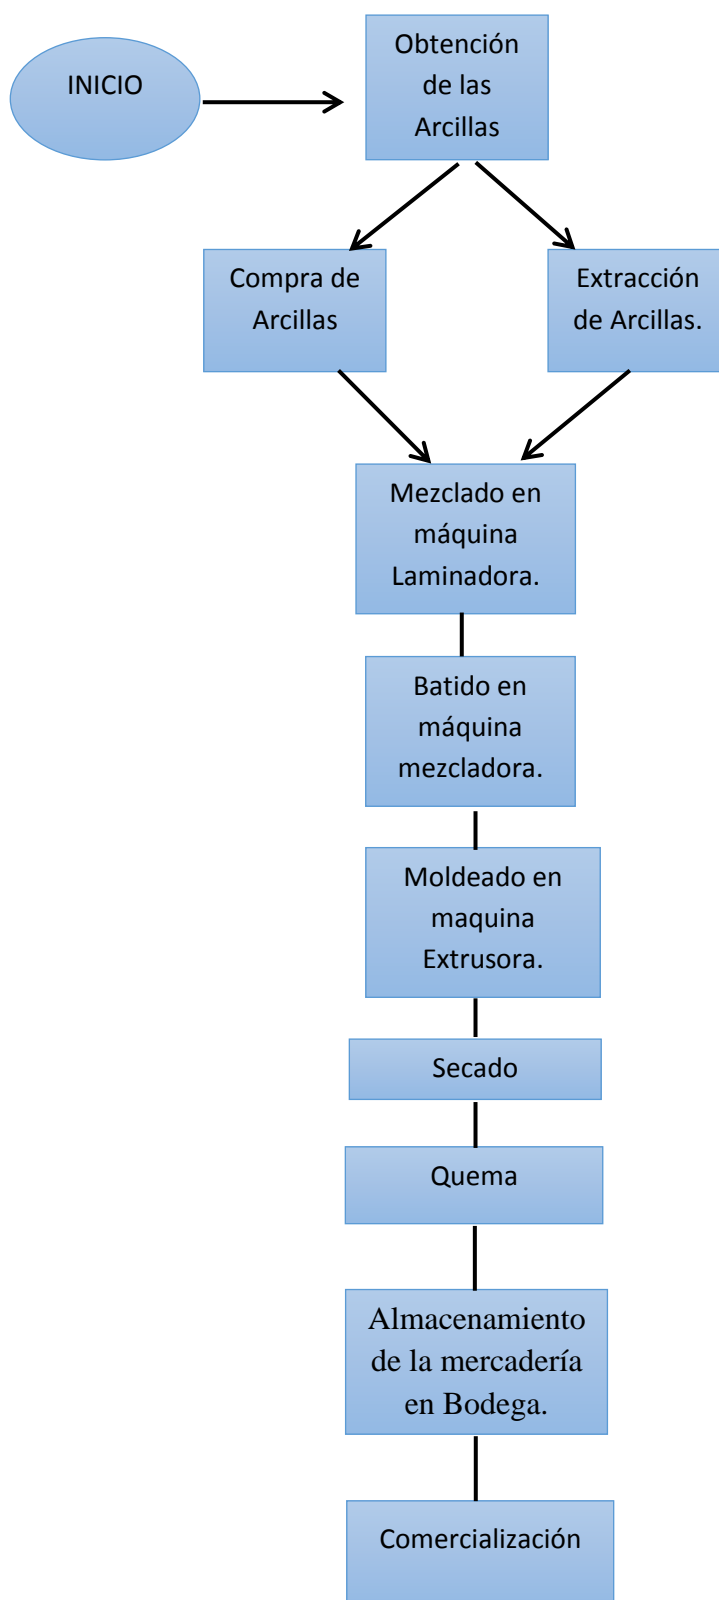 INICIO
Obtención
de las
Arcillas
Compra de
Arcillas
Extracción
de Arcillas.
Mezclado en
máquina
Laminadora.
Batido en
máquina
mezcladora.
Moldeado en
maquina
Extrusora.
Secado
Quema
Almacenamiento
de la mercadería
en Bodega.
Comercialización